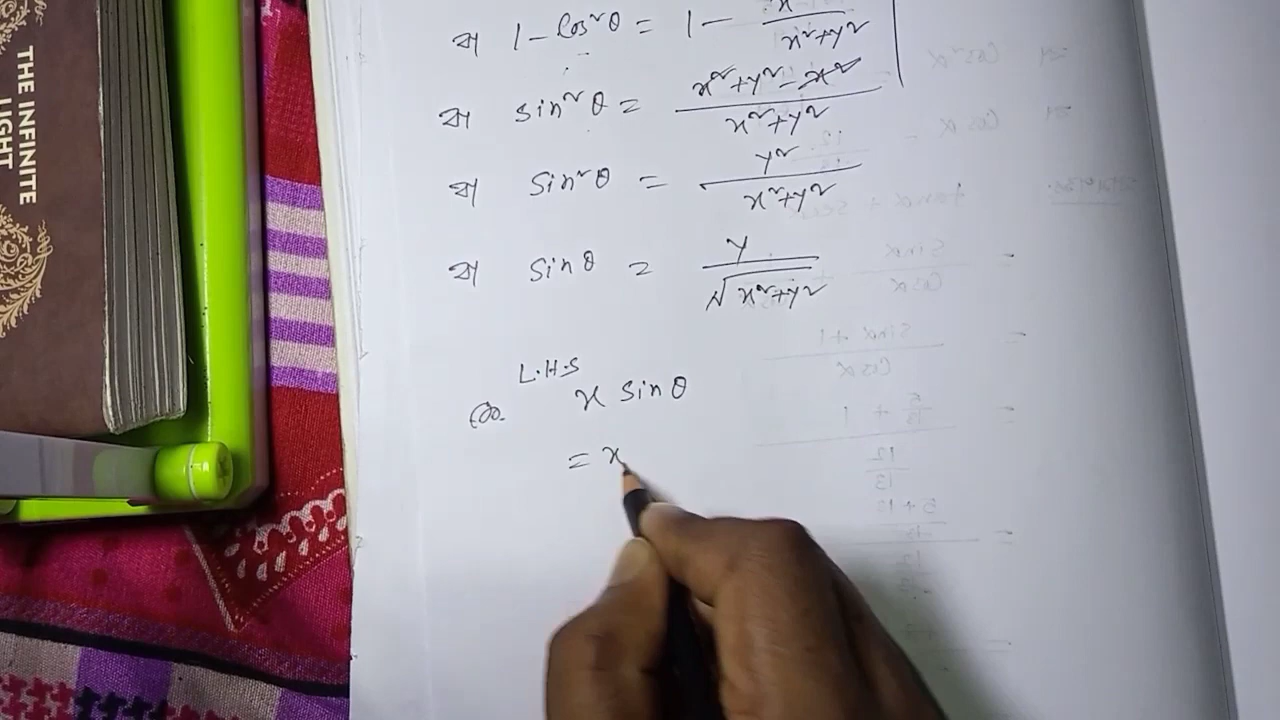 THE INFINITE
LIGHT
বা 1 - Cos²θ = 1 - x²/x²+y²
বা sin²θ = x²+y²-x²/x²+y²
বা Sin²θ = y²/x²+y²
বা Sinθ = y/√x²+y²
L.H.S
x Sinθ
= x